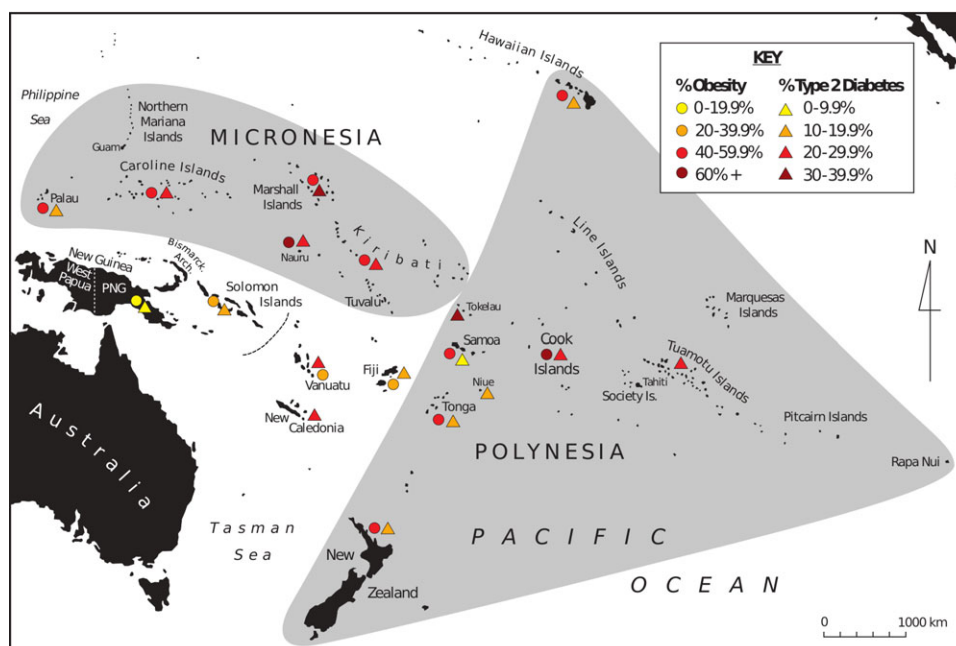 Hawaiian Islands
KEY
% Obesity
% Type 2 Diabetes
0-19.9%
0-9.9%
20-39.9%
10-19.9%
40-59.9%
20-29.9%
60% +
30-39.9%
Philippine
Sea
Northern
Mariana
Islands
MICRONESIA
Guam
Caroline Islands
Palau
Marshall
Islands
Nauru
Kiribati
Tuvalu
Line Islands
N
New Guinea
West
Papua
PNG
Bismarck
Arch.
Solomon
Islands
Tokelau
Marquesas
Islands
Samoa
Cook
Islands
Tuamotu Islands
Tahiti
Society Is.
Vanuatu
Fiji
Niue
New
Caledonia
Tonga
Pitcairn Islands
POLYNESIA
Rapa Nui
Australia
Tasman
Sea
PACIFIC
OCEAN
New
Zealand
0
1000 km